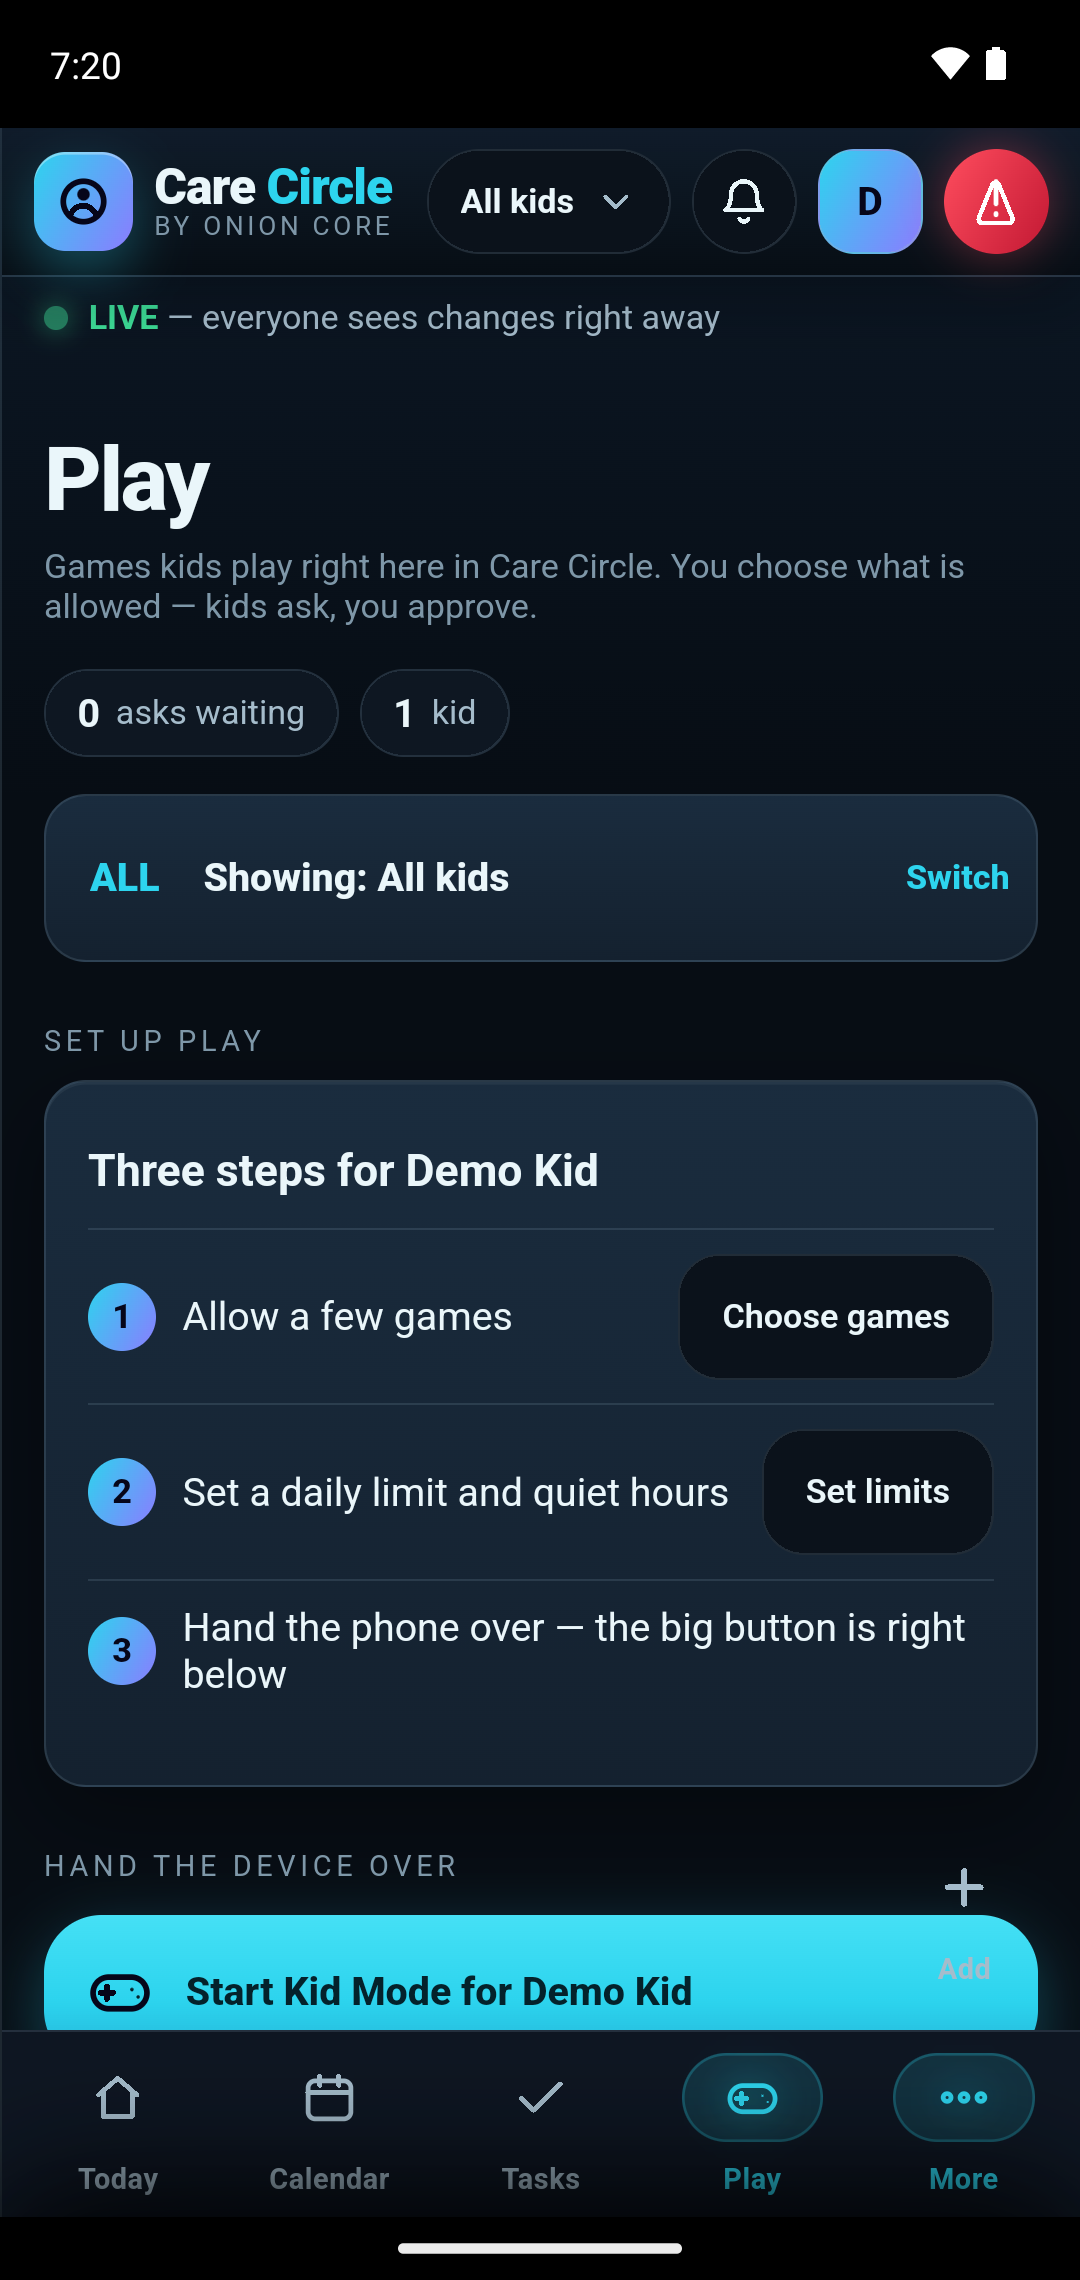 7:20
Care Circle
BY ONION CORE
All kids
D
LIVE — everyone sees changes right away
Play
Games kids play right here in Care Circle. You choose what is
allowed — kids ask, you approve.
0 asks waiting
1 kid
ALL Showing: All kids
Switch
SET UP PLAY
Three steps for Demo Kid
1 Allow a few games
Choose games
2 Set a daily limit and quiet hours
Set limits
3 Hand the phone over — the big button is right
below
HAND THE DEVICE OVER
Start Kid Mode for Demo Kid
Add
Today
Calendar
Tasks
Play
More